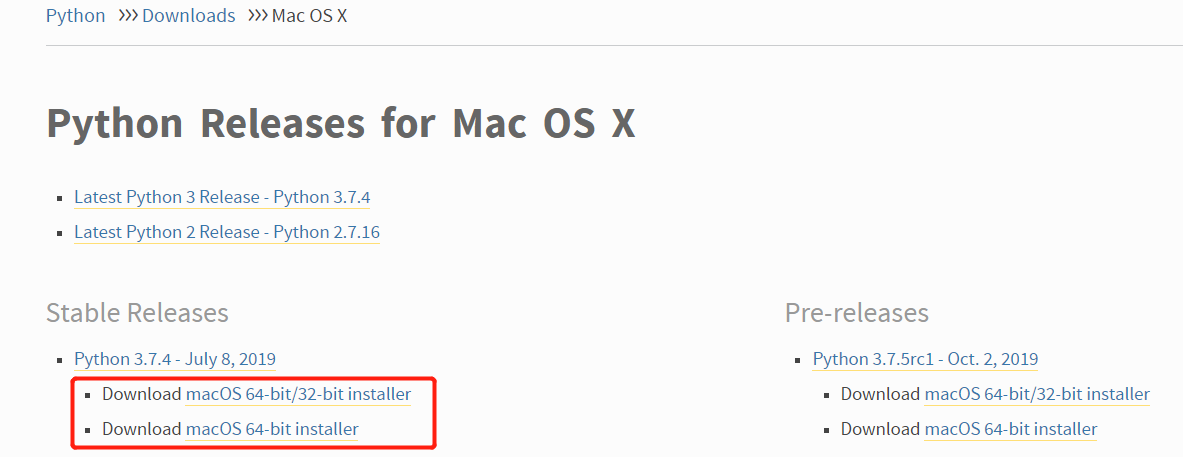 Python >>> Downloads >>> Mac OS X
Python Releases for Mac OS X
Latest Python 3 Release - Python 3.7.4
Latest Python 2 Release - Python 2.7.16
Stable Releases
Python 3.7.4 - July 8, 2019
Download macOS 64-bit/32-bit installer
Download macOS 64-bit installer
Pre-releases
Python 3.7.5rc1 - Oct. 2, 2019
Download macOS 64-bit/32-bit installer
Download macOS 64-bit installer